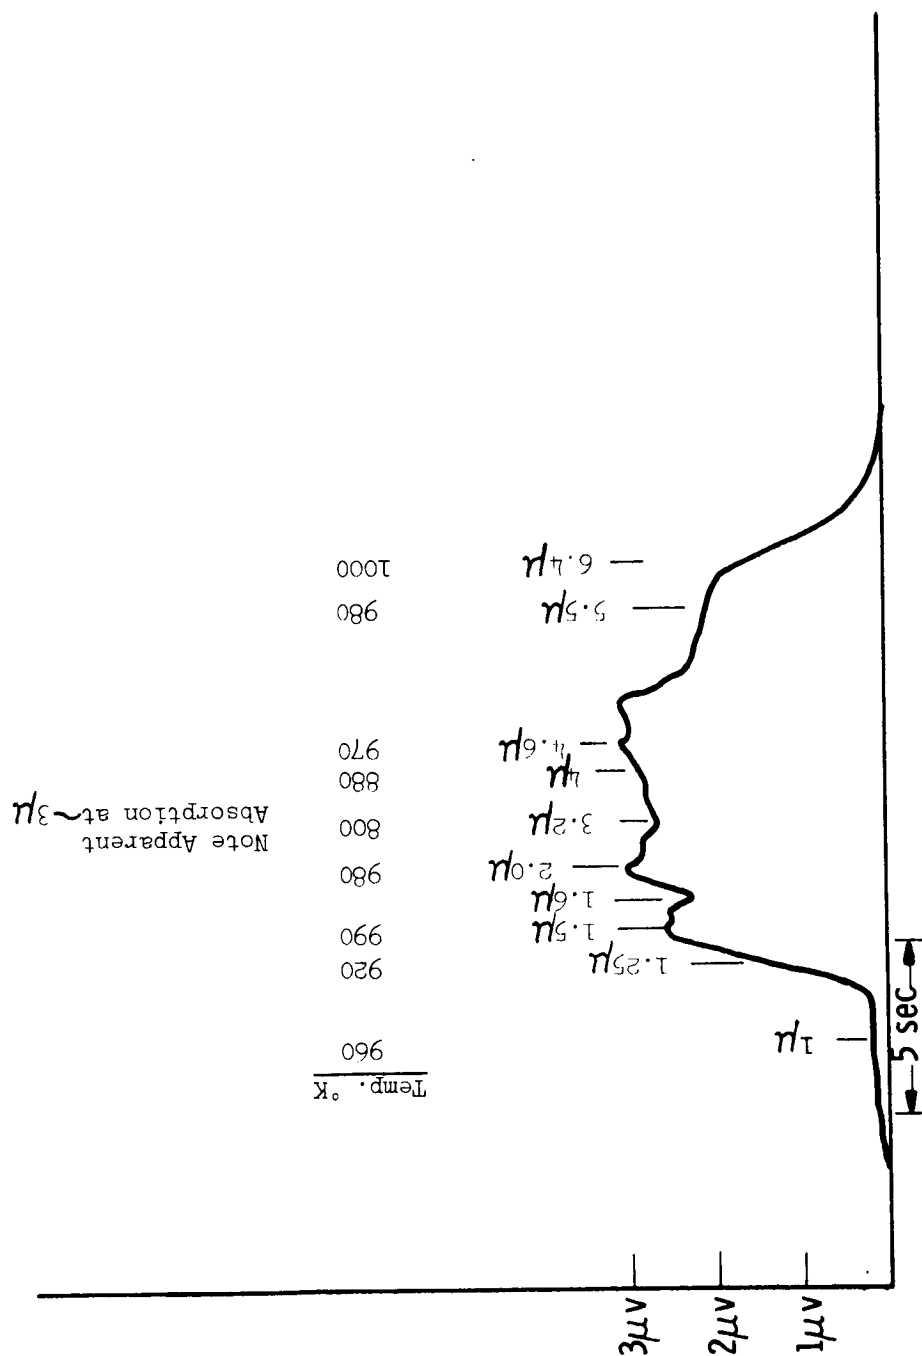 1000
980
970
880
800
980
990
920
960
Temp. °K
Note Apparent
Absorption at ~3μ
6.4μ
5.5μ
4.6μ
4μ
3.2μ
2.0μ
1.6μ
1.5μ
1.25μ
1μ
5 sec
3μv
2μv
1μv